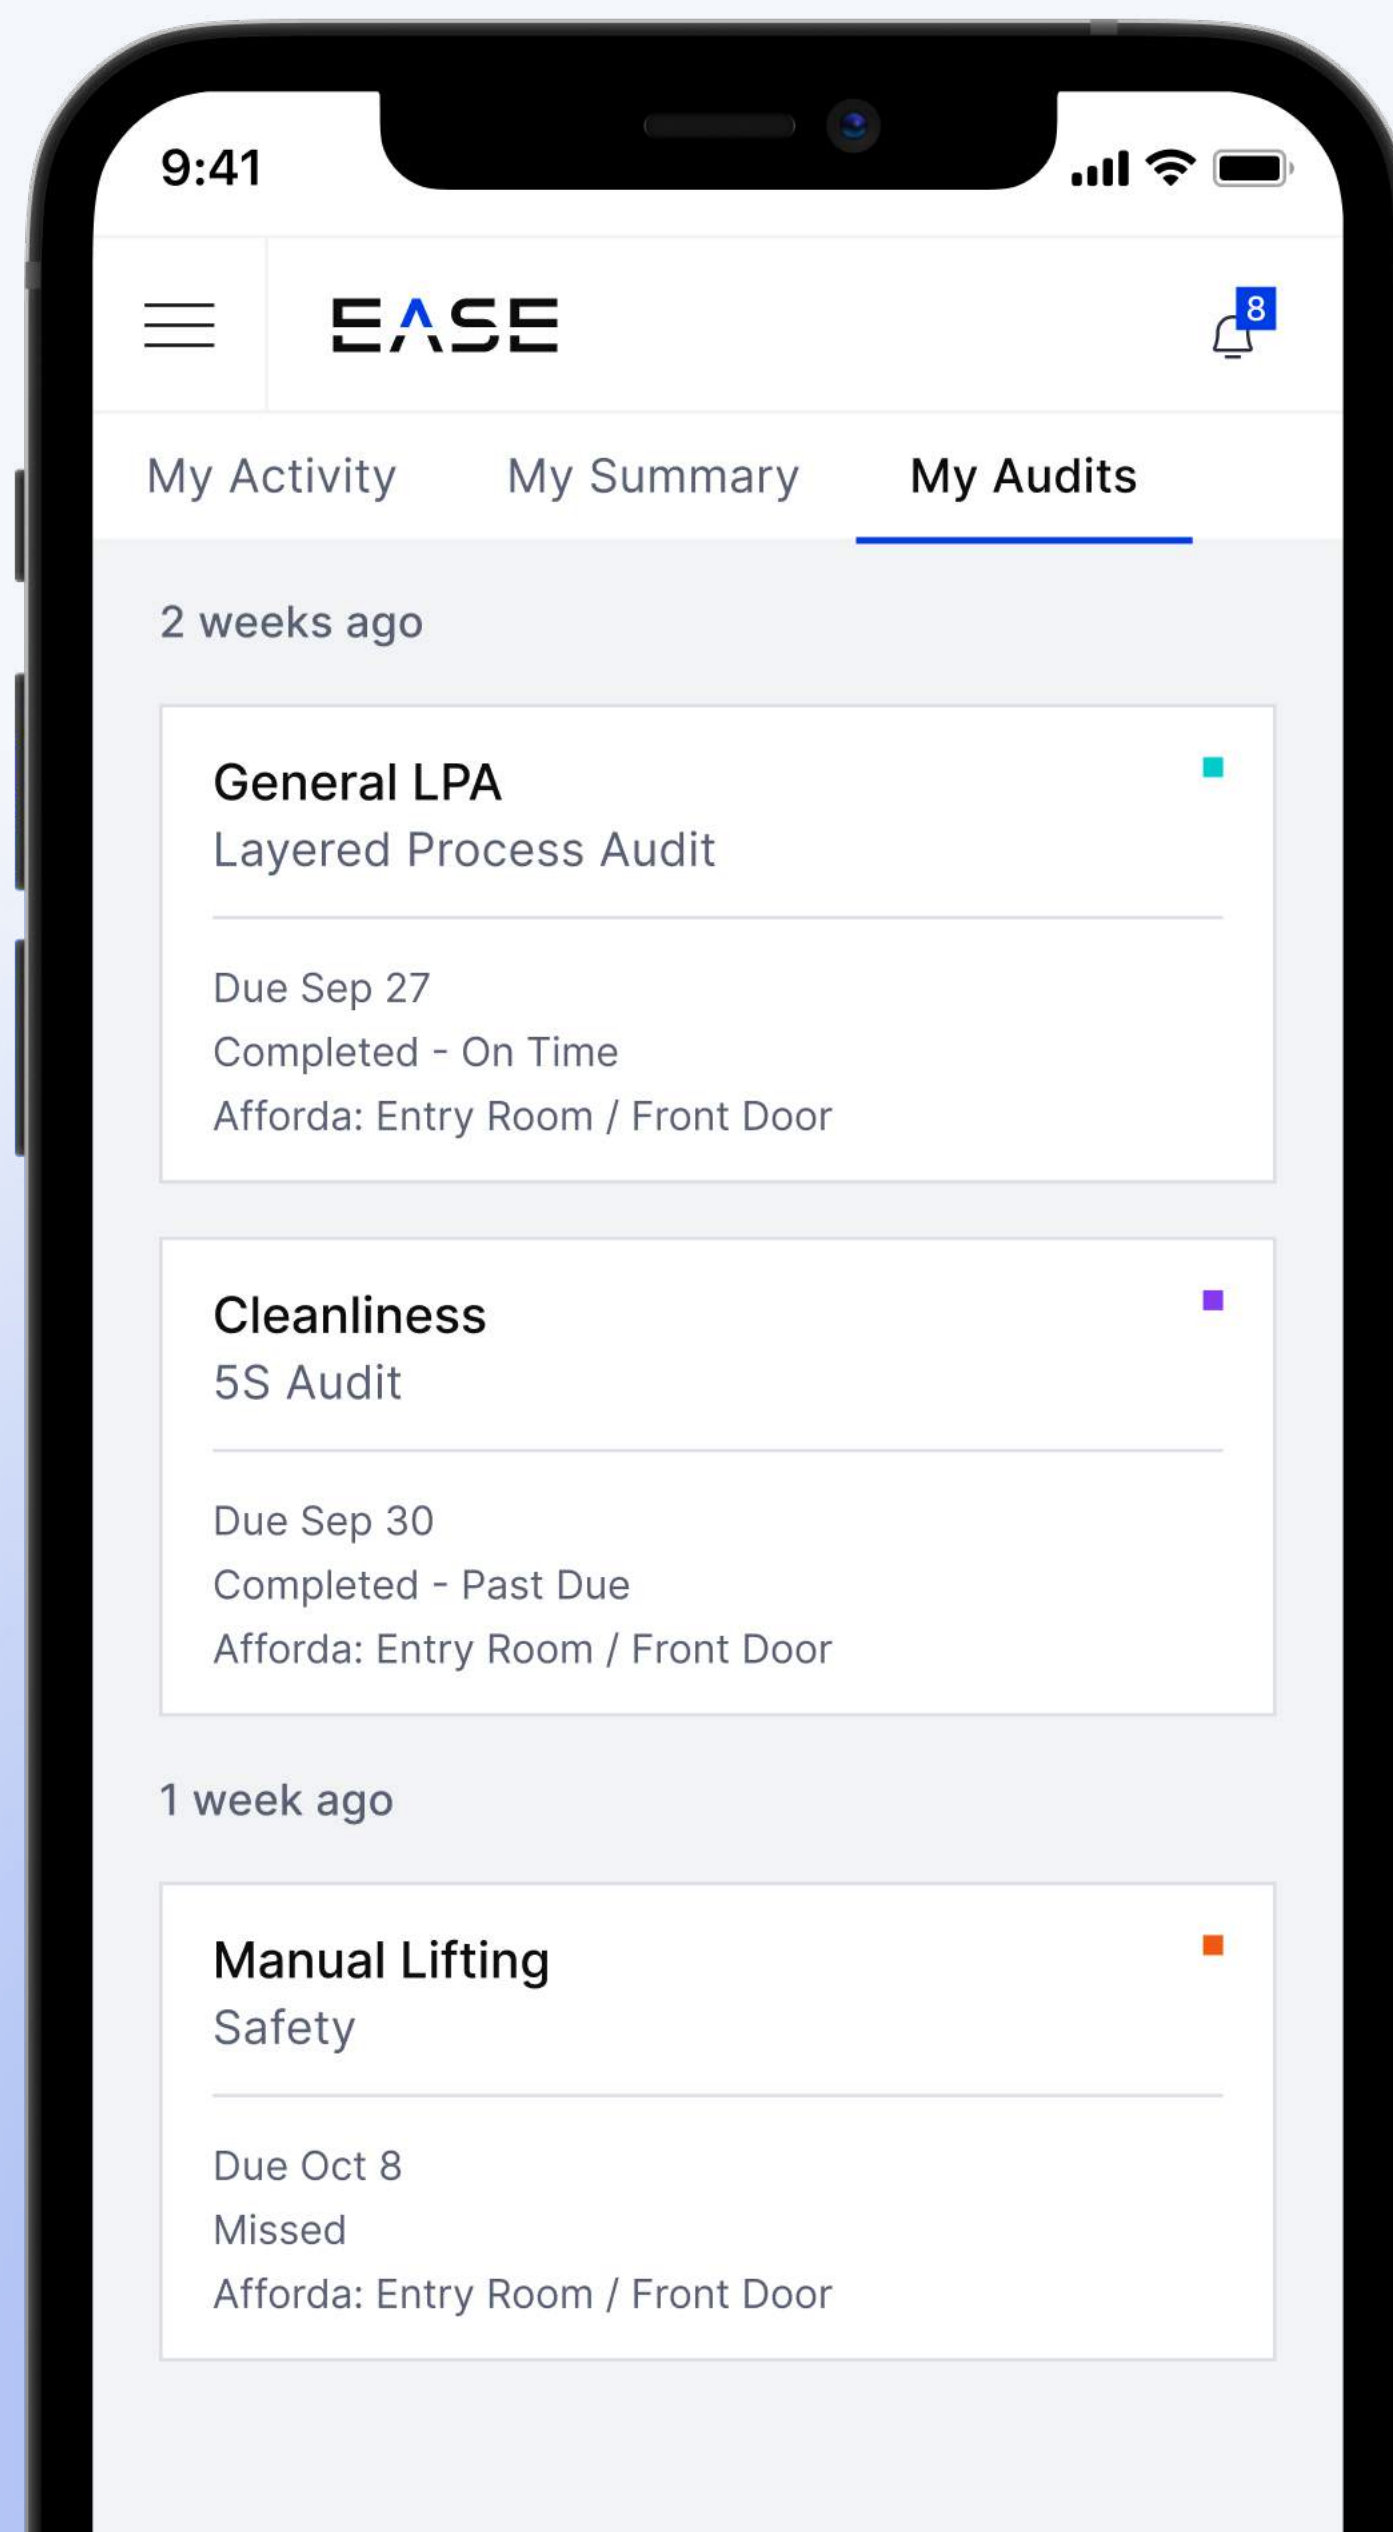 9:41
EASE
8
My Activity My Summary My Audits
2 weeks ago
General LPA
Layered Process Audit
Due Sep 27
Completed - On Time
Afforda: Entry Room / Front Door
Cleanliness
5S Audit
Due Sep 30
Completed - Past Due
Afforda: Entry Room / Front Door
1 week ago
Manual Lifting
Safety
Due Oct 8
Missed
Afforda: Entry Room / Front Door